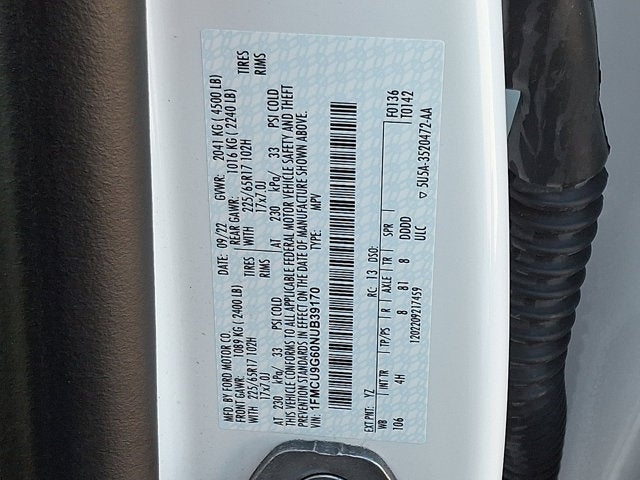 MFD. BY FORD MOTOR CO. DATE: 09/22 GVWR: 2041 KG ( 4500 LB)
FRONT GAWR: 1089 KG (2400 LB) REAR GAWR: 1016 KG ( 2240 LB)
WITH 225/65R17 102H TIRES WITH 225/65R17 102H TIRES
17x7.0J RIMS 17x7.0J RIMS
AT 230 kPa/ 33 PSI COLD AT 230 kPa/ 33 PSI COLD
THIS VEHICLE CONFORMS TO ALL APPLICABLE FEDERAL MOTOR VEHICLE SAFETY AND THEFT
PREVENTION STANDARDS IN EFFECT ON THE DATE OF MANUFACTURE SHOWN ABOVE.
VIN: 1FMCU9G60NUB39170 TYPE: MPV
EXT PNT: YZ RC: 13 DSO: F0136
T0142
WB INT TR TP/PS R AXLE TR SPR
106 4H 8 81 8 DDDD
1202209217459 ULC ▽ 5U5A-3520472-AA